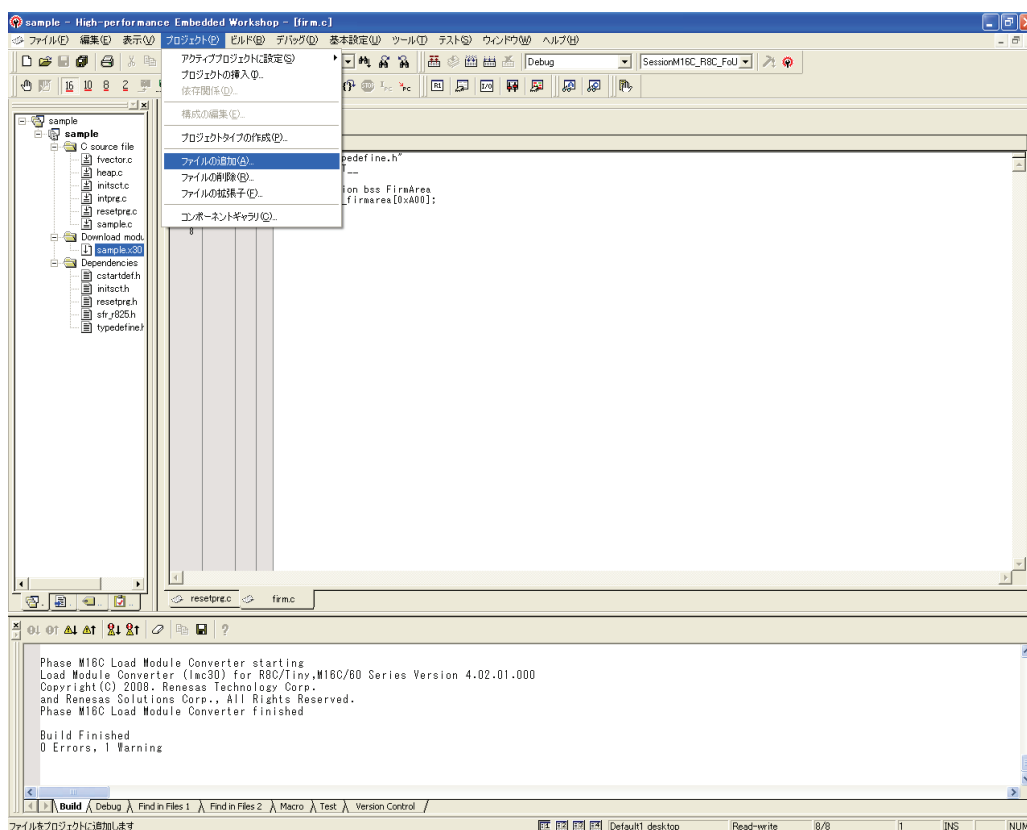 sample - High-performance Embedded Workshop - [firm.c]
ファイル(F) 編集(E) 表示(V) プロジェクト(P) ビルド(B) デバッグ(D) 基本設定(U) ツール(T) テスト(S) ウィンドウ(W) ヘルプ(H)
Debug SessionM16C_R8C_FoU
16 10 8 2
アクティブプロジェクトに設定(S)
プロジェクトの挿入(I)...
依存関係(D)...
構成の編集(E)...
プロジェクトタイプの作成(P)...
ファイルの追加(A)...
ファイルの削除(R)...
ファイルの拡張子(F)...
コンポーネントギャラリ(C)...
sample
sample
C source file
fvector.c
heap.c
initsct.c
intprg.c
resetprg.c
sample.c
Download modu
sample.x30
Dependencies
cstartdef.h
initsct.h
resetprg.h
sfr_r825.h
typedefine.h
pedefine.h"
__
ion bss FirmArea
_firmarea[0xA00];
8
resetprg.c firm.c
Phase M16C Load Module Converter starting
Load Module Converter (lmc30) for R8C/Tiny,M16C/60 Series Version 4.02.01.000
Copyright(C) 2008. Renesas Technology Corp.
and Renesas Solutions Corp., All Rights Reserved.
Phase M16C Load Module Converter finished
Build Finished
0 Errors, 1 Warning
Build Debug Find in Files 1 Find in Files 2 Macro Test Version Control
ファイルをプロジェクトに追加します Default1 desktop Read-write 8/8 1 INS NUM